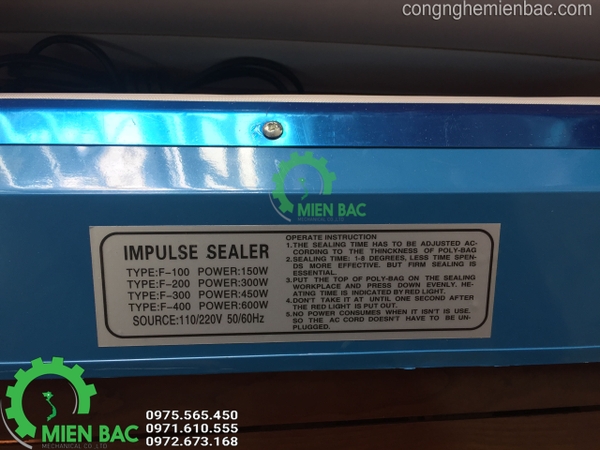 congnghemienbac.com
MIEN BAC
MECHANICAL CO.,LTD
IMPULSE SEALER
TYPE:F-100 POWER:150W
TYPE:F-200 POWER:300W
TYPE:F-300 POWER:450W
TYPE:F-400 POWER:600W
SOURCE:110/220V 50/60Hz
OPERATE INSTRUCTION
1.THE SEALING TIME HAS TO BE ADJUSTED AC-
CORDING TO THE THINCKNESS OF POLY-BAG
2.SEALING TIME: 1-8 DEGREES, LESS TIME SPEN-
DS MORE EFFECTIVE. BUT FIRM SEALING IS
ESSENTIAL.
3.PUT THE TOP OF POLY-BAG ON THE SEALING
WORKPLACE AND PRESS DOWN EVENLY. HE-
ATING TIME IS INDICATED BY RED LIGHT.
4.DON'T TAKE IT AT UNTIL ONE SECOND AFTER
THE RED LIGHT IS PUT OUT.
5.NO POWER CONSUMES WHEN IT ISN'T IS USE.
SO THE AC CORD DOESN'T HAVE TO BE UN-
PLUGGED.
MIEN BAC
MECHANICAL CO.,LTD
0975.565.450
0971.610.555
0972.673.168